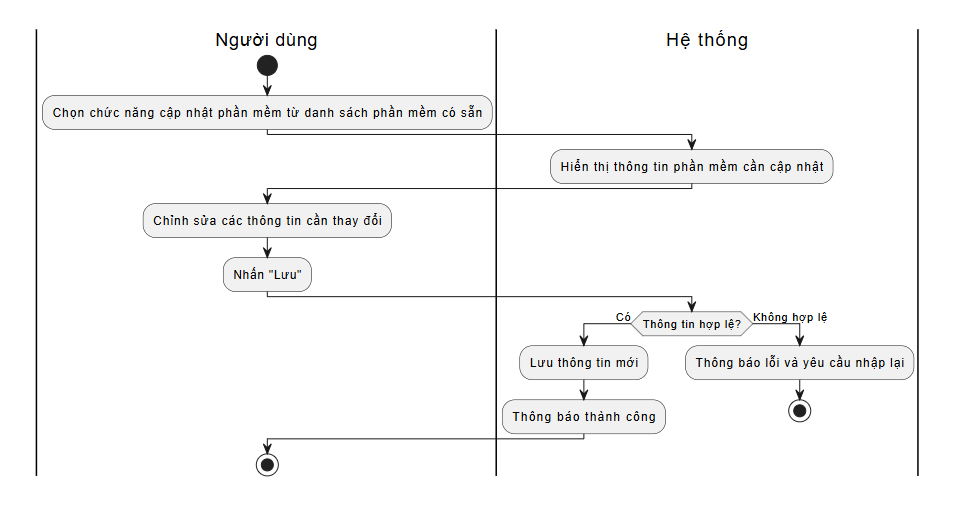 Người dùng
Hệ thống
Chọn chức năng cập nhật phần mềm từ danh sách phần mềm có sẵn
Hiển thị thông tin phần mềm cần cập nhật
Chỉnh sửa các thông tin cần thay đổi
Nhấn "Lưu"
Có
Thông tin hợp lệ?
Không hợp lệ
Lưu thông tin mới
Thông báo lỗi và yêu cầu nhập lại
Thông báo thành công